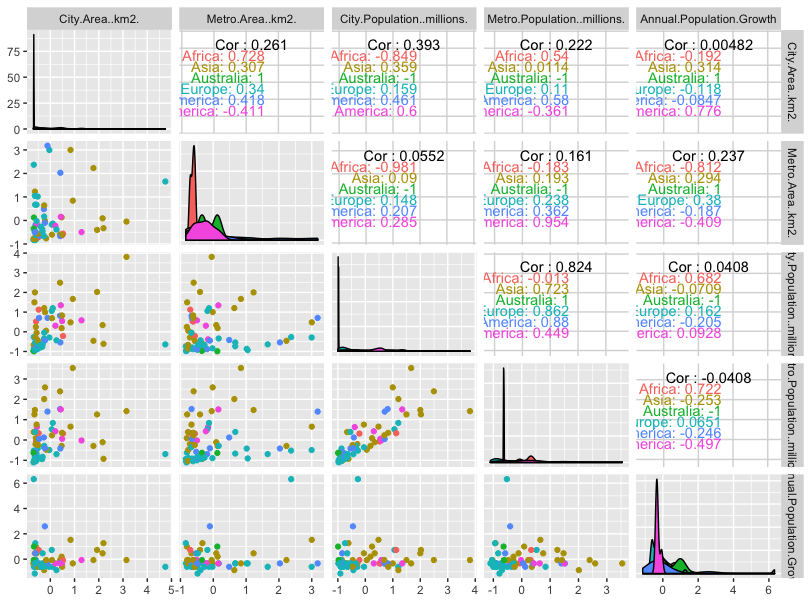 City.Area..km2. Metro.Area..km2. City.Population..millions. Metro.Population..millions. Annual.Population.Growth
75 Cor : 0.261 Cor : 0.393 Cor : 0.222 Cor : 0.00482 City.Area..km2.
Africa: 0.728 Africa: -0.849 Africa: 0.54 Africa: -0.192
50 Asia: 0.307 Asia: 0.359 Asia: 0.0114 Asia: 0.314
Australia: 1 Australia: -1 Australia: 1 Australia: -1
25 Europe: 0.34 Europe: 0.159 Europe: 0.11 Europe: -0.118
merica: 0.418 America: 0.461 America: 0.58 merica: -0.0847
0 merica: -0.411 America: 0.6 merica: -0.361 merica: 0.776
3 Cor : 0.0552 Cor : 0.161 Cor : 0.237 Metro.Area..km2.
Africa: -0.981 Africa: -0.183 Africa: -0.812
2 Asia: 0.09 Asia: 0.193 Asia: 0.294
1 Australia: -1 Australia: 1 Australia: -1
Europe: 0.148 Europe: 0.238 Europe: 0.38
0 merica: 0.207 merica: 0.362 merica: -0.187
-1 merica: 0.285 merica: 0.954 merica: -0.409
4 Cor : 0.824 Cor : 0.0408 ty.Population..million
3 Africa: -0.013 Africa: 0.682
2 Asia: 0.723 Asia: -0.0709
1 Australia: 1 Australia: -1
Europe: 0.862 Europe: 0.162
0 America: 0.88 merica: -0.205
-1 merica: 0.449 merica: 0.0928
3 Cor : -0.0408 tro.Population..millic
Africa: 0.722
2 Asia: -0.253
1 Australia: -1
urope: 0.0651
0 merica: -0.246
-1 merica: -0.497
6 nual.Population.Gro
4
2
0
0 1 2 3 4 5 -1 0 1 2 3 -1 0 1 2 3 4 -1 0 1 2 3 0 2 4 6